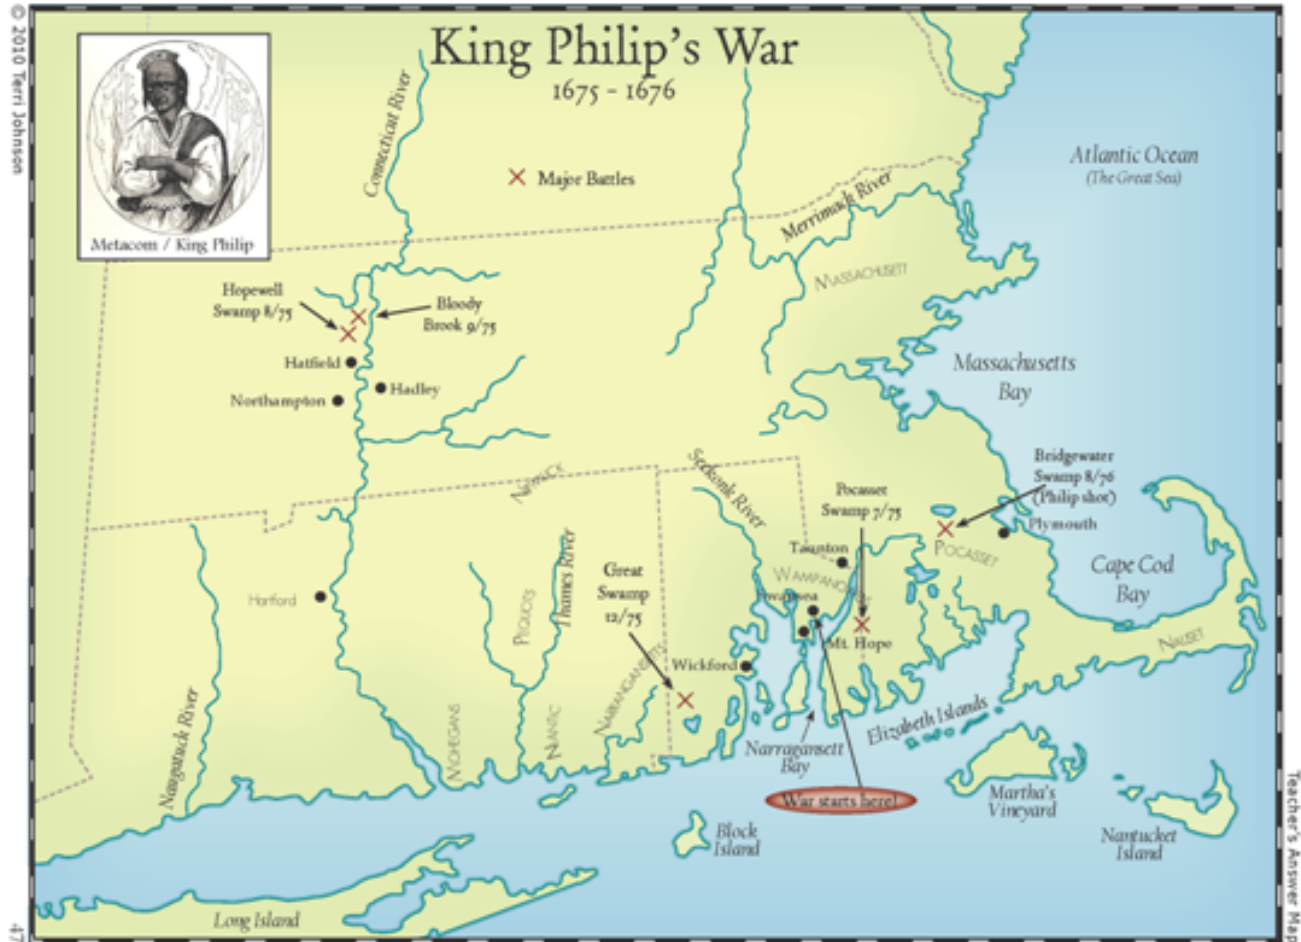 © 2010 Terri Johnson
King Philip's War
1675 - 1676
Metacom / King Philip
Connecticut River
Major Battles
Merrimack River
Atlantic Ocean
(The Great Sea)
Massachusett
Hopewell
Swamp 8/75
Bloody
Brook 9/75
Hatfield
Hadley
Northampton
Massachusetts
Bay
Nipmuck
Seekonk River
Pocasset
Swamp 7/75
Bridgewater
Swamp 8/76
(Philip shot)
Plymouth
Pocasset
Taunton
Cape Cod
Bay
Hartford
Great
Swamp
12/75
Pequots
Thames River
Swansea
Mt. Hope
Nauset
Wickford
Narragansetts
Mohegans
Niantic
Naugatuck River
Narragansett
Bay
Elizabeth Islands
War starts here!
Martha's
Vineyard
Nantucket
Island
Block
Island
Long Island
47